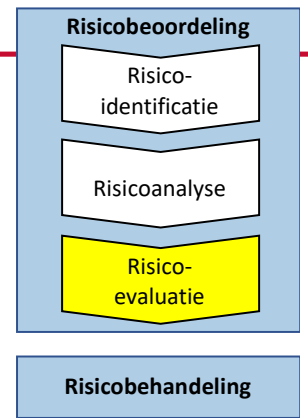 Risicobeoordeling
Risico-
identificatie
Risicoanalyse
Risico-
evaluatie
Risicobehandeling